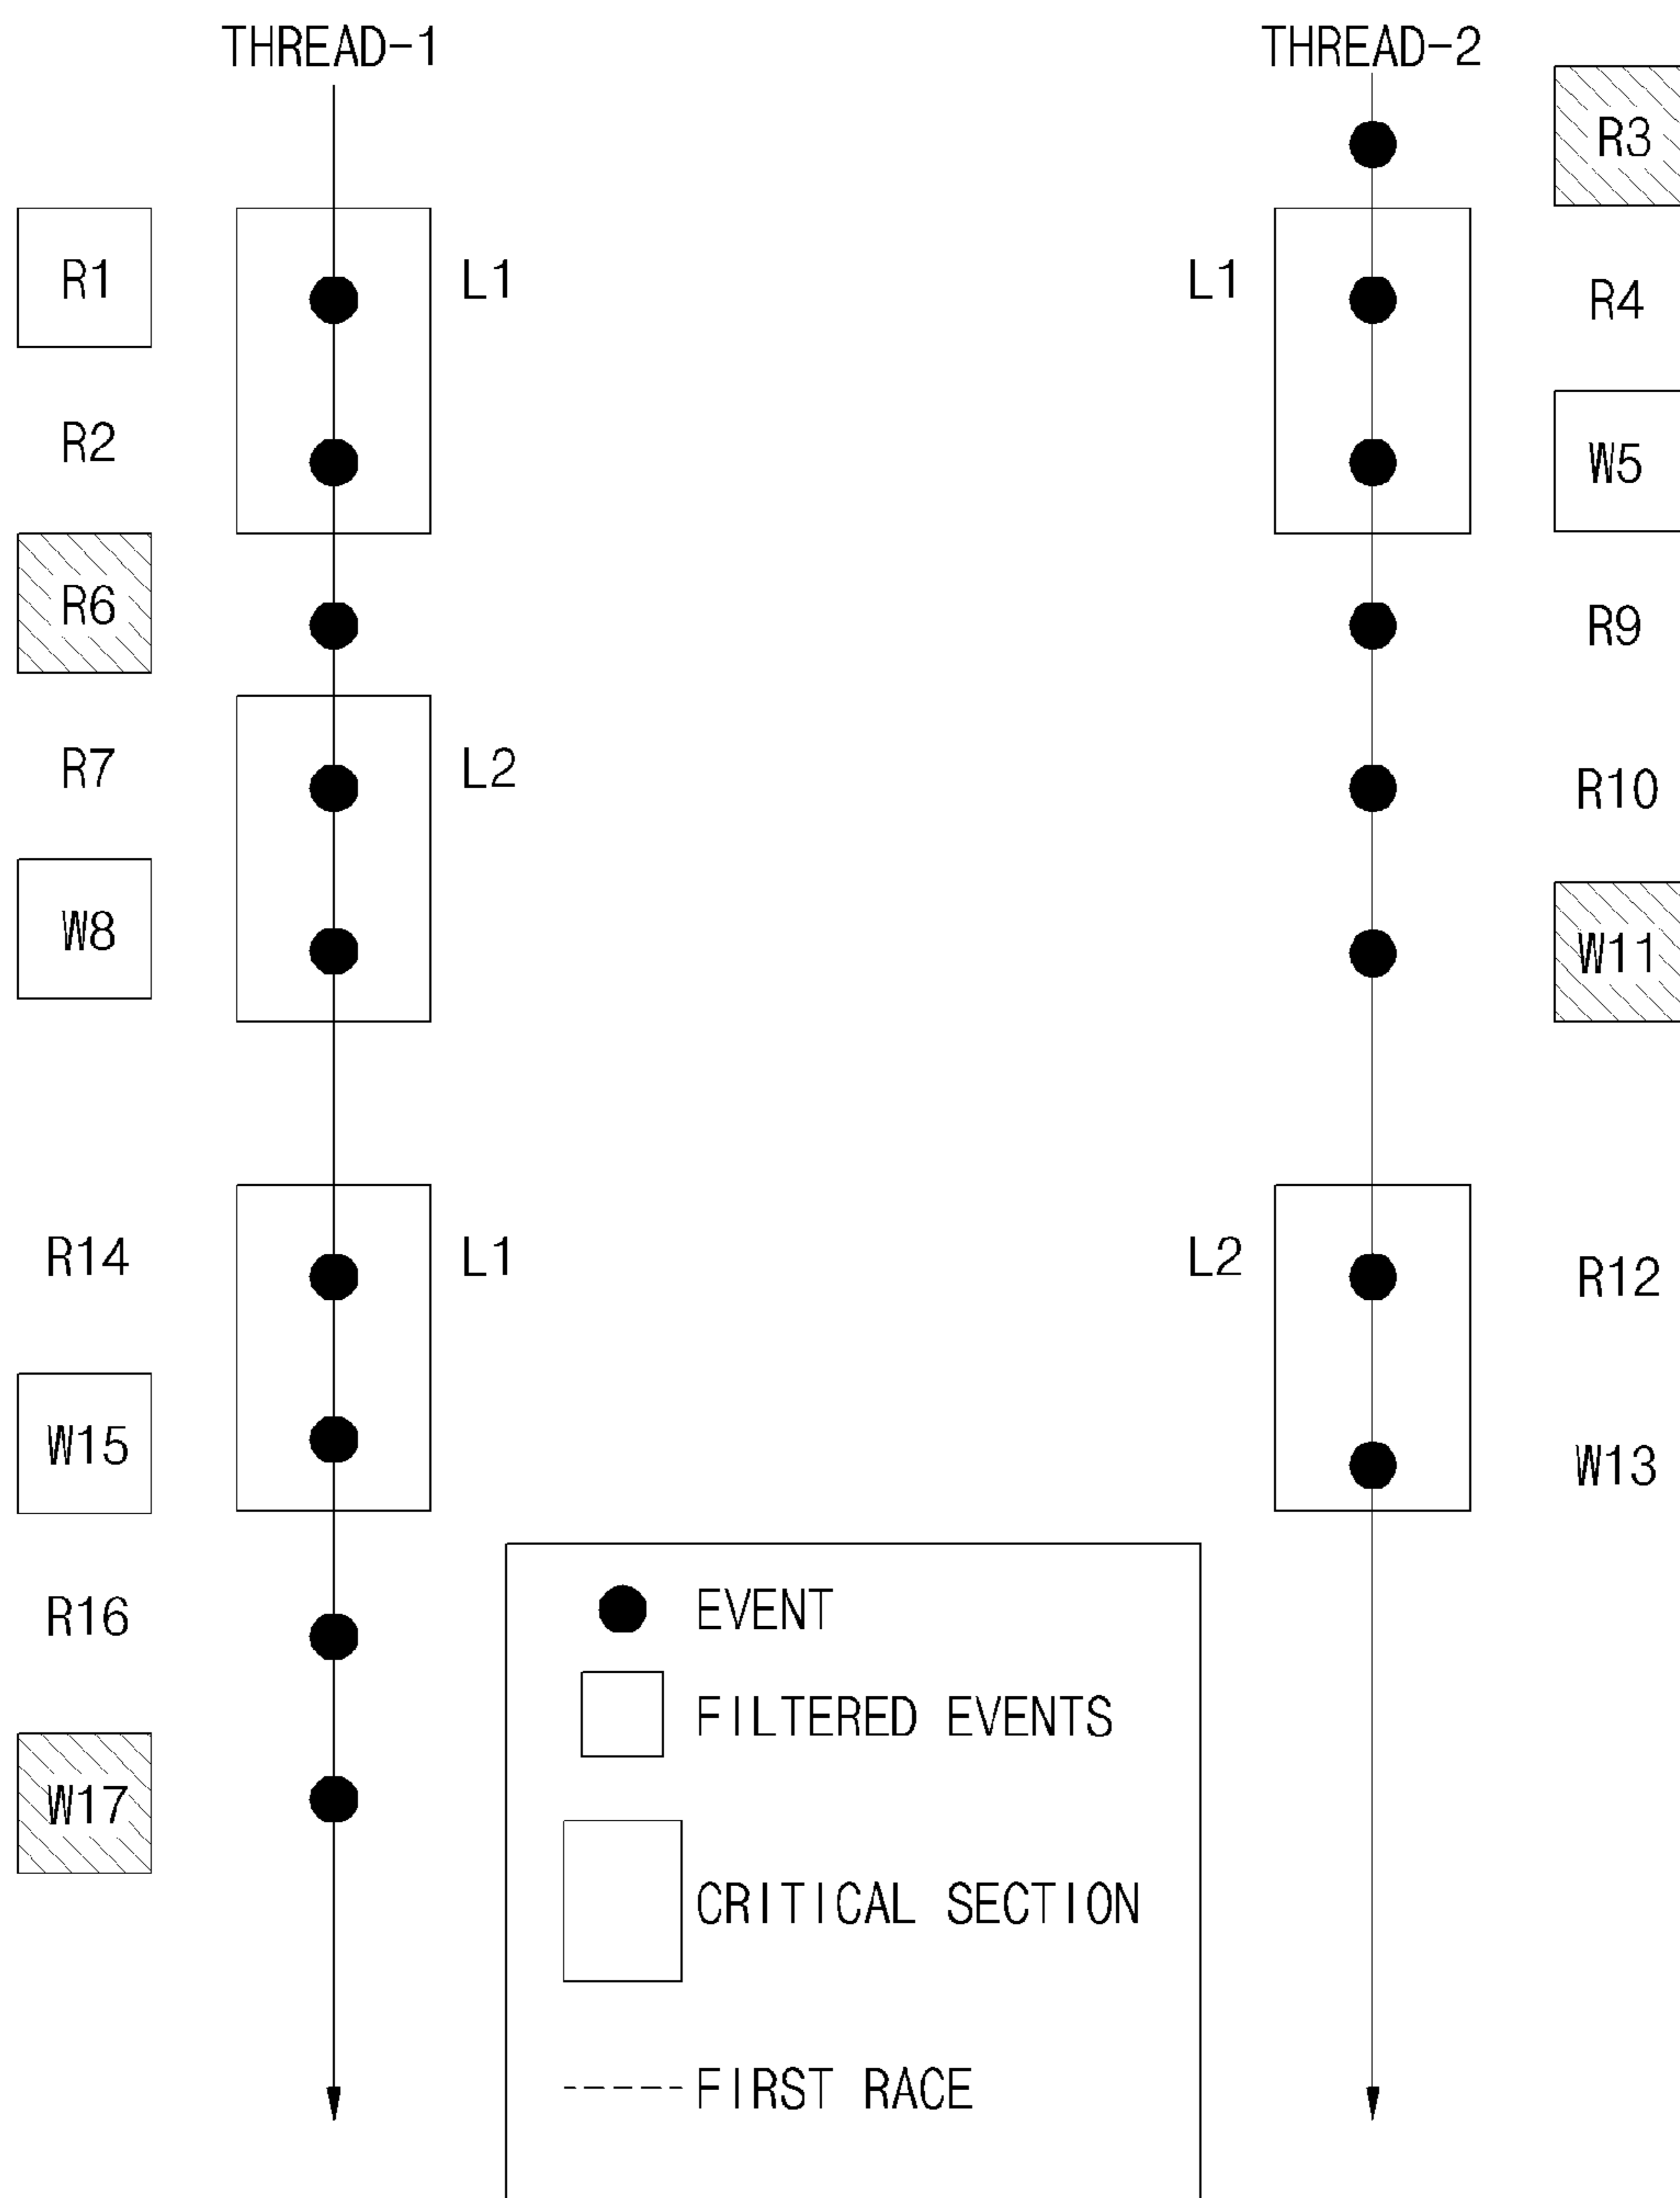 THREAD-1
THREAD-2
R3
R1
L1
L1
R4
R2
W5
R6
R9
R7
L2
R10
W8
W11
R14
L1
L2
R12
W15
W13
R16
EVENT
FILTERED EVENTS
W17
CRITICAL SECTION
FIRST RACE